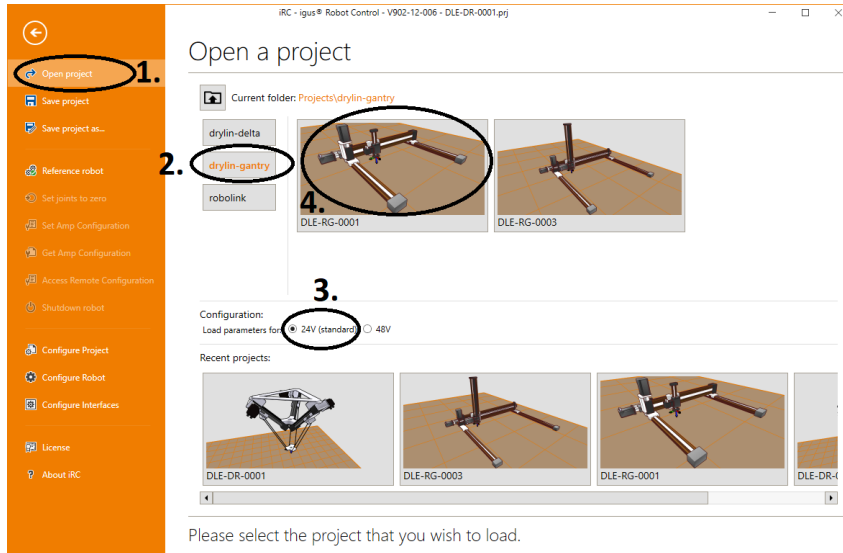 iRC - igus® Robot Control - V902-12-006 - DLE-DR-0001.prj
Open a project
Open project
1.
Save project
Save project as...
Reference robot
Set joints to zero
Set Amp Configuration
Get Amp Configuration
Access Remote Configuration
Shutdown robot
Configure Project
Configure Robot
Configure Interfaces
License
? About iRC
Current folder: Projects\drylin-gantry
drylin-delta
2.
drylin-gantry
robolink
4.
DLE-RG-0001
DLE-RG-0003
3.
Configuration:
Load parameters for: 24V (standard) 48V
Recent projects:
DLE-DR-0001
DLE-RG-0003
DLE-RG-0001
DLE-DR-0
Please select the project that you wish to load.